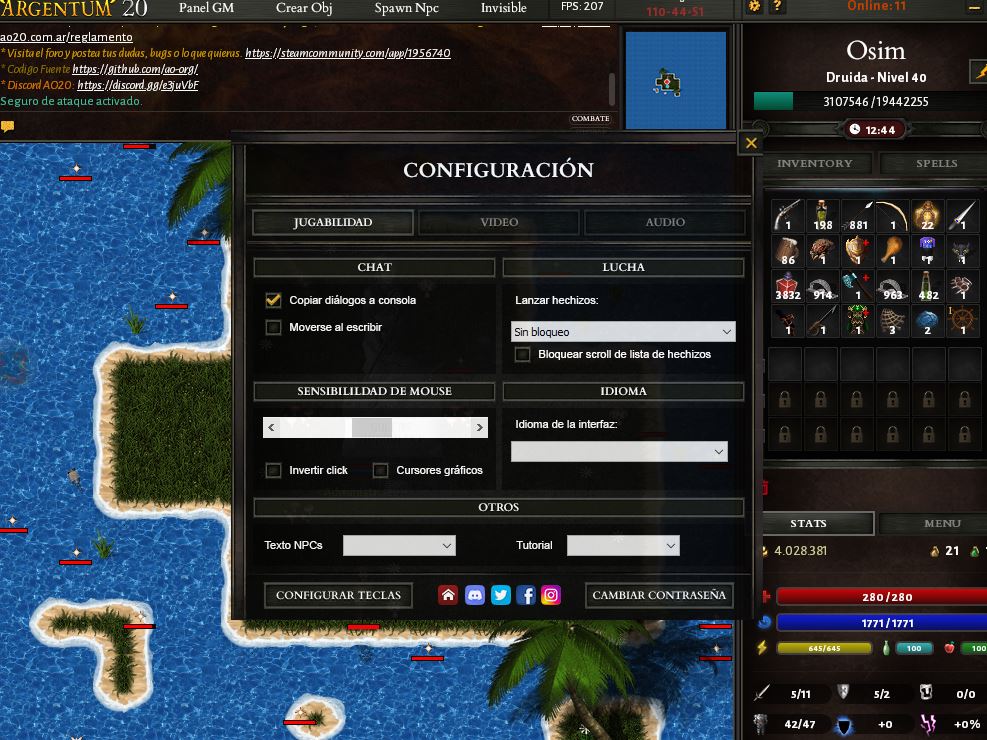 ARGENTUM 20
Panel GM
Crear Obj
Spawn Npc
Invisible
FPS: 207
110-44-51
Online: 11
ao20.com.ar/reglamento
* Visita el foro y postea tus dudas, bugs o lo que quieras. https://steamcommunity.com/app/1956740
* Codigo Fuente https://github.com/ao-org/
* Discord AO20: https://discord.gg/e3juVbF
Seguro de ataque activado.
COMBATE
Osim
Druida - Nivel 40
3107546 /19442255
12:44
INVENTORY
SPELLS
1 198 881 1 22 1
86 1 1 1 1 1
3832 914 1 963 482 1
1 1 1 3 2 1
CONFIGURACIÓN
JUGABILIDAD
VIDEO
AUDIO
CHAT
Copiar diálogos a consola
Moverse al escribir
LUCHA
Lanzar hechizos:
Sin bloqueo
Bloquear scroll de lista de hechizos
SENSIBILILDAD DE MOUSE
Invertir click
Cursores gráficos
IDIOMA
Idioma de la interfaz:
OTROS
Texto NPCs
Tutorial
CONFIGURAR TECLAS
CAMBIAR CONTRASEÑA
STATS
MENU
4.028.381
21
280/280
1771/1771
645/645
100
100
5/11
5/2
0/0
42/47
+0
+0%